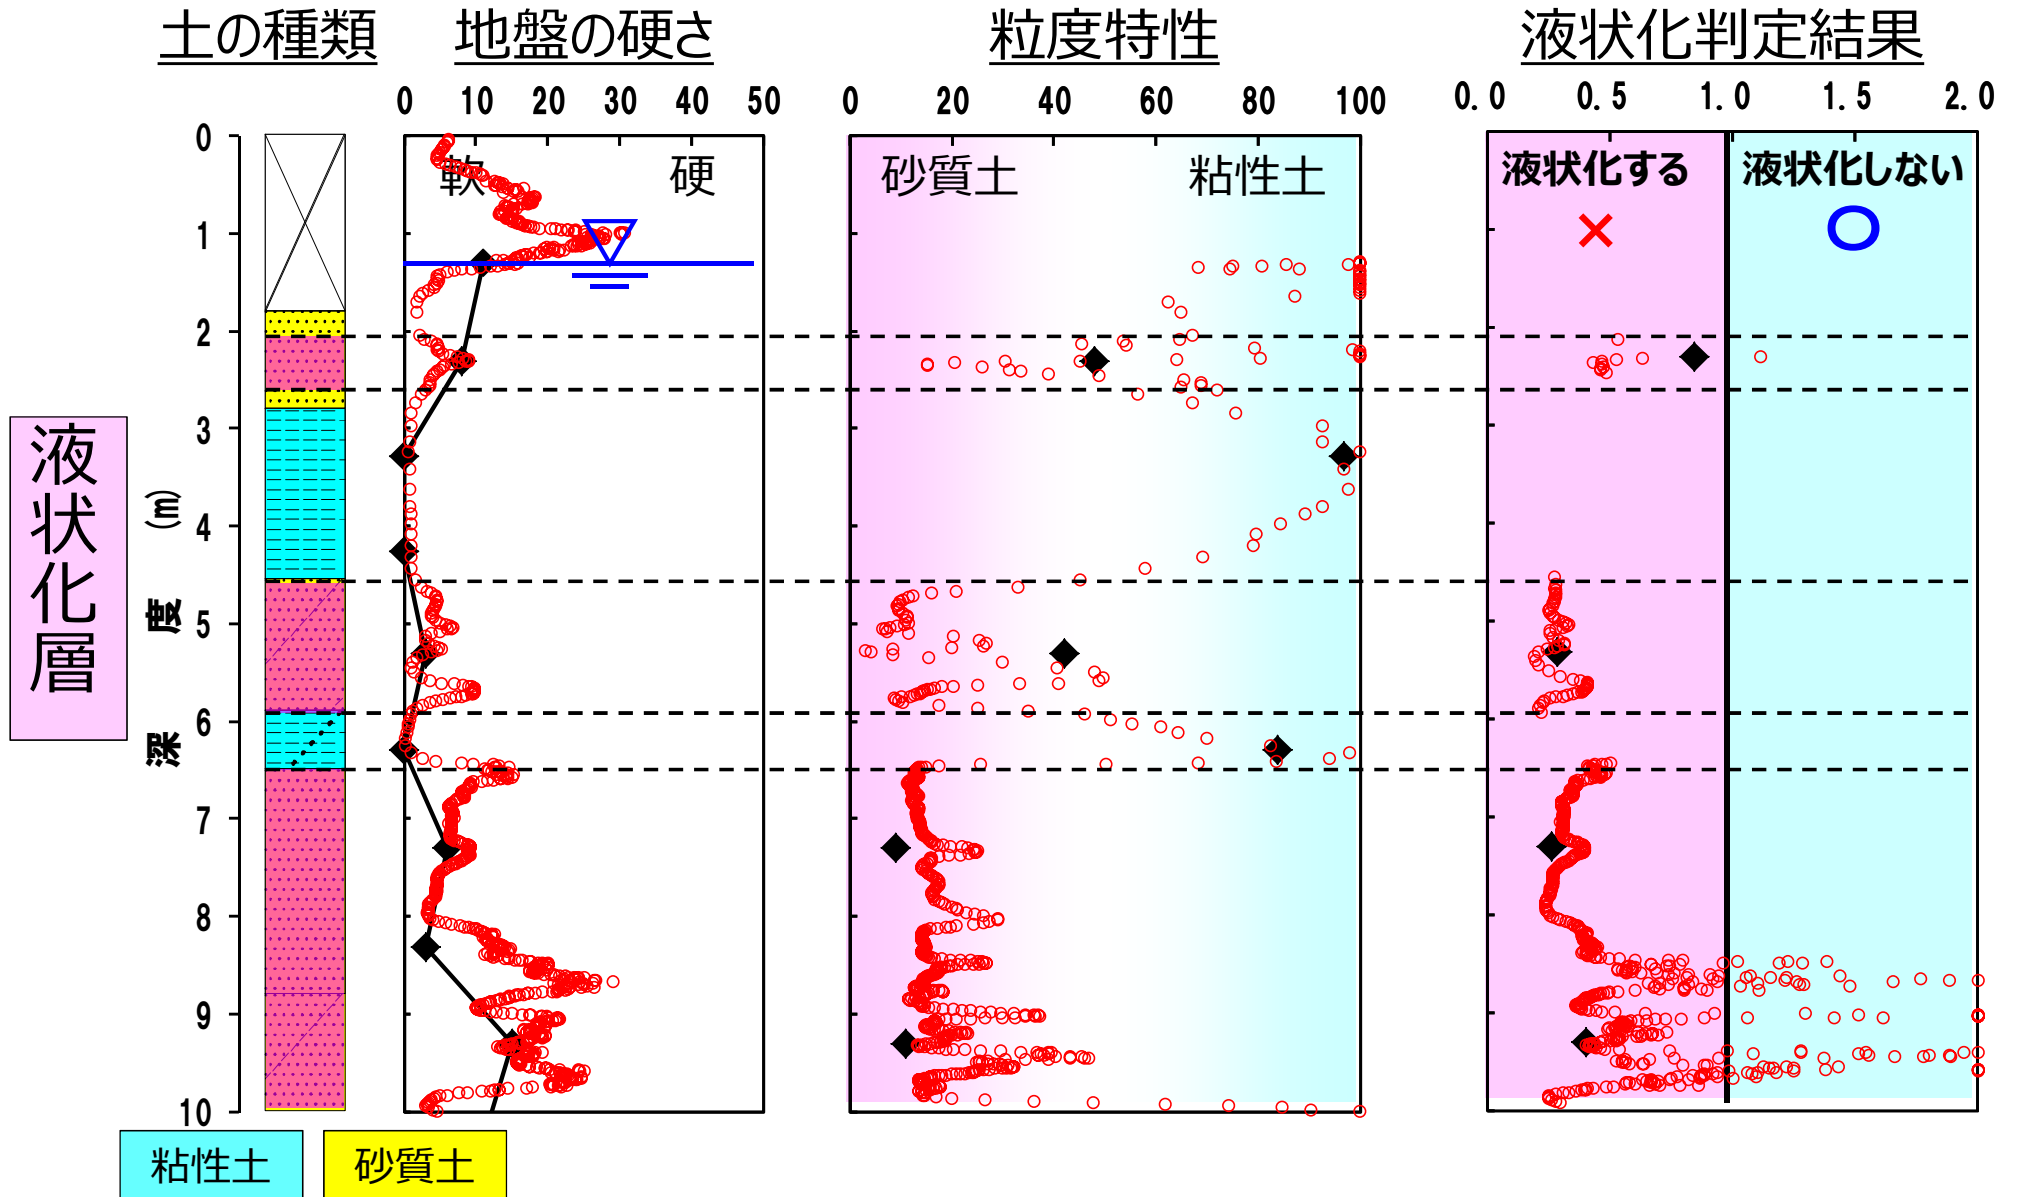 土の種類 地盤の硬さ 粒度特性 液状化判定結果
0 10 20 30 40 50
0 20 40 60 80 100
0.0 0.5 1.0 1.5 2.0
軟 硬
砂質土 粘性土
液状化する 液状化しない
× ○
0
1
2
3
4
5
6
7
8
9
10
深度(m)
液状化層
粘性土 砂質土